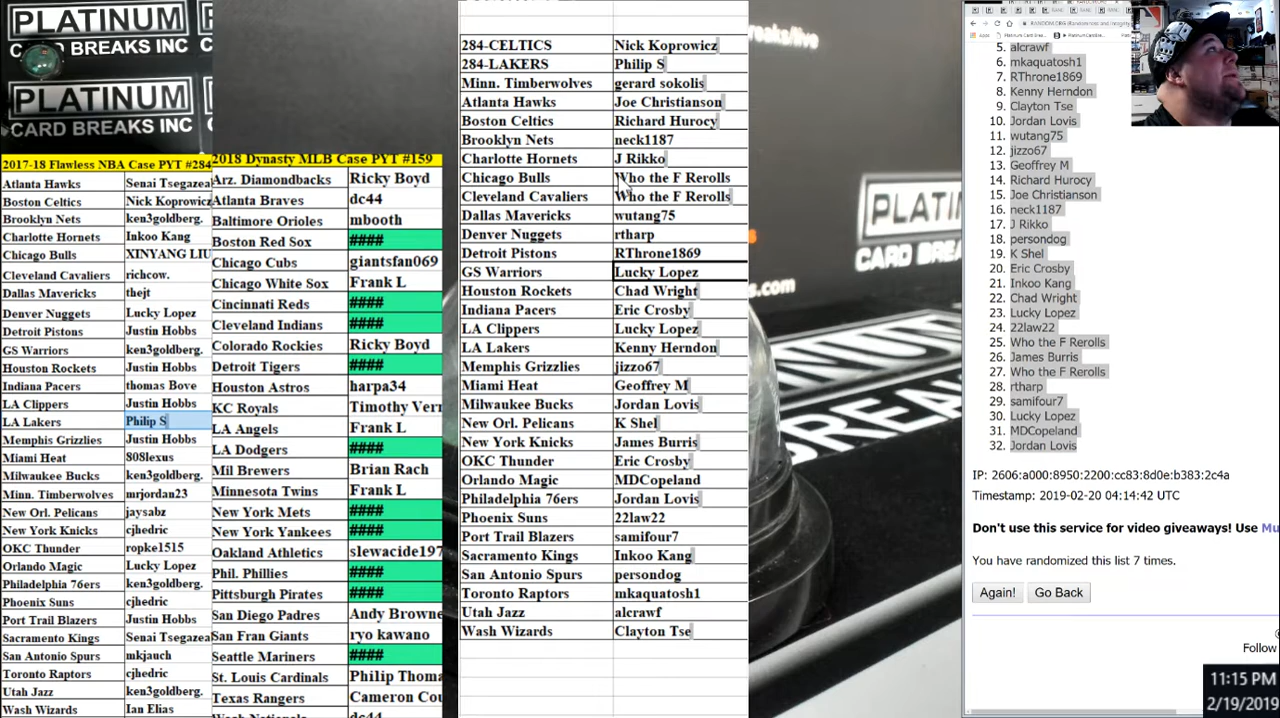 PLATINUM
CARD BREAKS INC
PLATINUM
CARD BREAKS INC
2017-18 Flawless NBA Case PYT #284
Atlanta Hawks Senai Tsegazea
Boston Celtics Nick Koprowicz
Brooklyn Nets ken3goldberg.
Charlotte Hornets Inkoo Kang
Chicago Bulls XINYANG LIU
Cleveland Cavaliers richcow.
Dallas Mavericks thejt
Denver Nuggets Lucky Lopez
Detroit Pistons Justin Hobbs
GS Warriors ken3goldberg.
Houston Rockets Justin Hobbs
Indiana Pacers thomas Bove
LA Clippers Justin Hobbs
LA Lakers Philip S
Memphis Grizzlies Justin Hobbs
Miami Heat 808lexus
Milwaukee Bucks ken3goldberg.
Minn. Timberwolves mrjordan23
New Orl. Pelicans jaysabz
New York Knicks cjhedric
OKC Thunder ropke1515
Orlando Magic Lucky Lopez
Philadelphia 76ers ken3goldberg.
Phoenix Suns cjhedric
Port Trail Blazers Justin Hobbs
Sacramento Kings Senai Tsegazea
San Antonio Spurs mkjauch
Toronto Raptors cjhedric
Utah Jazz ken3goldberg.
Wash Wizards Ian Elias
2018 Dynasty MLB Case PYT #159
Arz. Diamondbacks Ricky Boyd
Atlanta Braves dc44
Baltimore Orioles mbooth
Boston Red Sox ####
Chicago Cubs giantsfan069
Chicago White Sox Frank L
Cincinnati Reds ####
Cleveland Indians ####
Colorado Rockies Ricky Boyd
Detroit Tigers ####
Houston Astros harpa34
KC Royals Timothy Verr
LA Angels Frank L
LA Dodgers ####
Mil Brewers Brian Rach
Minnesota Twins Frank L
New York Mets ####
New York Yankees ####
Oakland Athletics slewacide197
Phil. Phillies ####
Pittsburgh Pirates ####
San Diego Padres Andy Browne
San Fran Giants ryo kawano
Seattle Mariners ####
St. Louis Cardinals Philip Thoma
Texas Rangers Cameron Cou
Wash Nationals dc44
284-CELTICS Nick Koprowicz
284-LAKERS Philip S
Minn. Timberwolves gerard sokolis
Atlanta Hawks Joe Christianson
Boston Celtics Richard Hurocy
Brooklyn Nets neck1187
Charlotte Hornets J Rikko
Chicago Bulls Who the F Rerolls
Cleveland Cavaliers Who the F Rerolls
Dallas Mavericks wutang75
Denver Nuggets rtharp
Detroit Pistons RThrone1869
GS Warriors Lucky Lopez
Houston Rockets Chad Wright
Indiana Pacers Eric Crosby
LA Clippers Lucky Lopez
LA Lakers Kenny Herndon
Memphis Grizzlies jizzo67
Miami Heat Geoffrey M
Milwaukee Bucks Jordan Lovis
New Orl. Pelicans K Shel
New York Knicks James Burris
OKC Thunder Eric Crosby
Orlando Magic MDCopeland
Philadelphia 76ers Jordan Lovis
Phoenix Suns 22law22
Port Trail Blazers samifour7
Sacramento Kings Inkoo Kang
San Antonio Spurs persondog
Toronto Raptors mkaquatosh1
Utah Jazz alcrawf
Wash Wizards Clayton Tse
reaks/live
PLATI
CARD BREA
s.com
5. alcrawf
6. mkaquatosh1
7. RThrone1869
8. Kenny Herndon
9. Clayton Tse
10. Jordan Lovis
11. wutang75
12. jizzo67
13. Geoffrey M
14. Richard Hurocy
15. Joe Christianson
16. neck1187
17. J Rikko
18. persondog
19. K Shel
20. Eric Crosby
21. Inkoo Kang
22. Chad Wright
23. Lucky Lopez
24. 22law22
25. Who the F Rerolls
26. James Burris
27. Who the F Rerolls
28. rtharp
29. samifour7
30. Lucky Lopez
31. MDCopeland
32. Jordan Lovis
IP: 2606:a000:8950:2200:cc83:8d0e:b383:2c4a
Timestamp: 2019-02-20 04:14:42 UTC
Don't use this service for video giveaways! Use Mu
You have randomized this list 7 times.
Again! Go Back
Follow
11:15 PM
2/19/2019